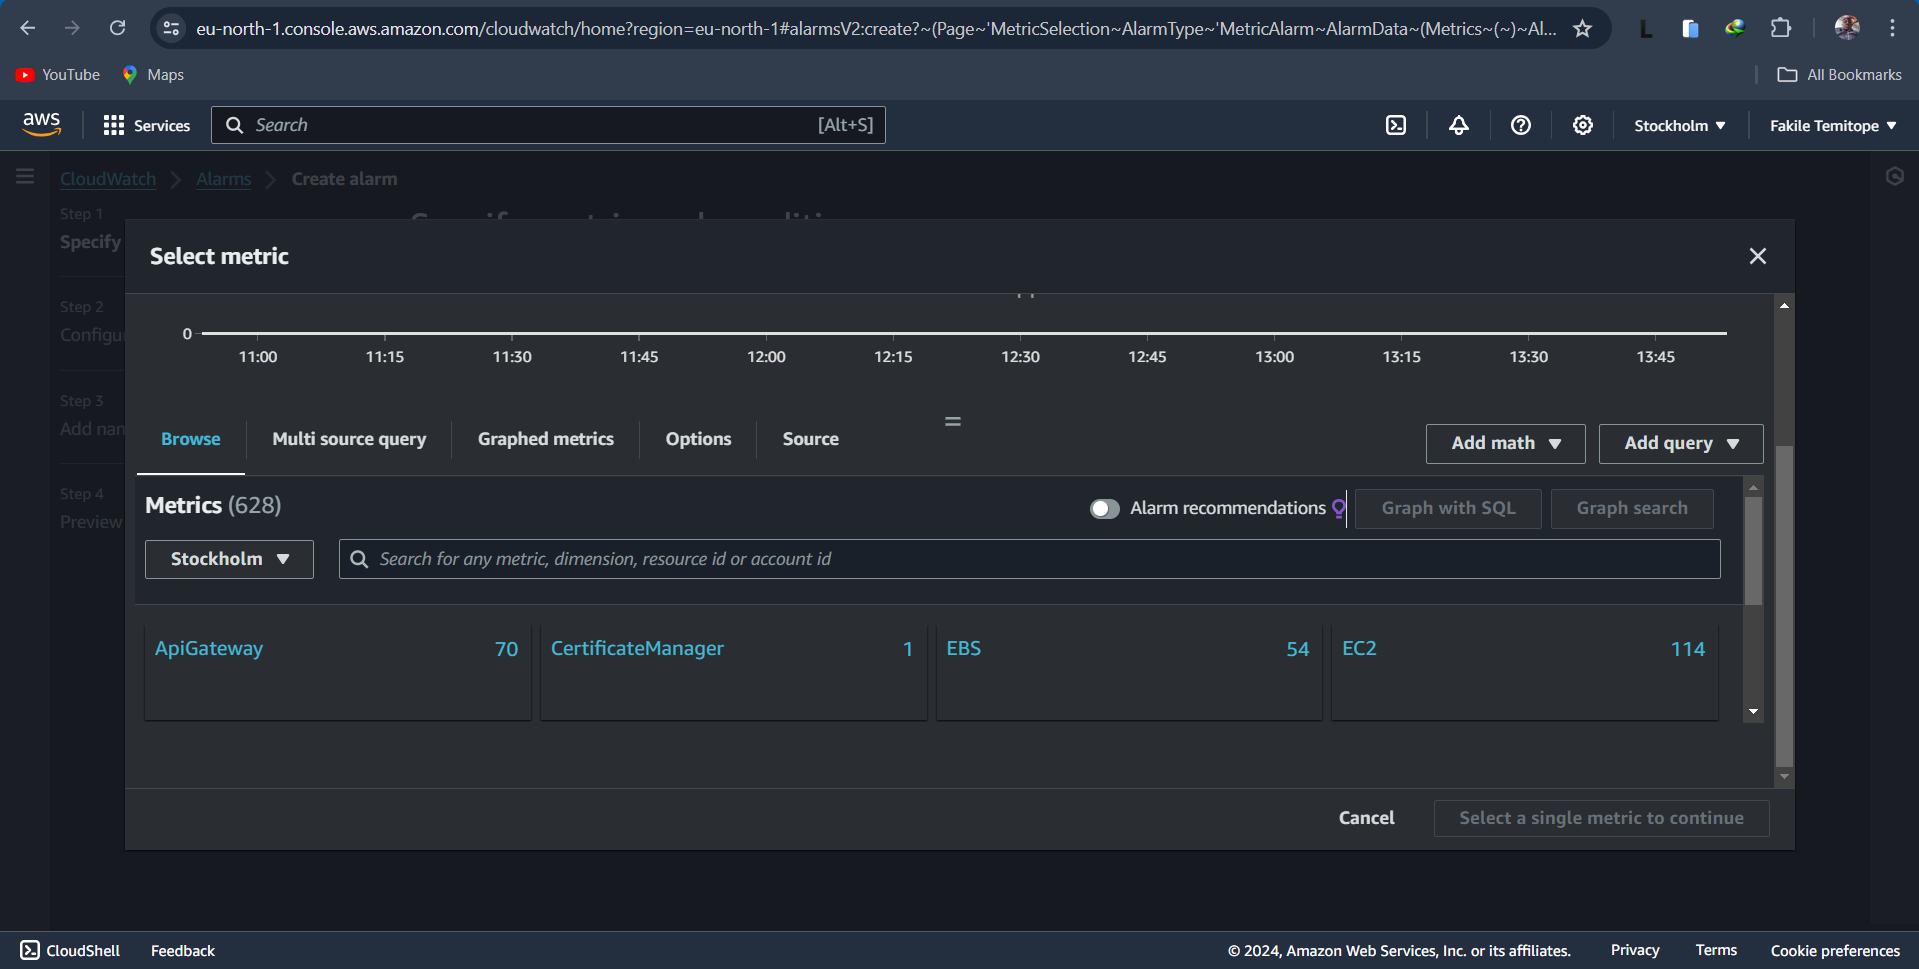 eu-north-1.console.aws.amazon.com/cloudwatch/home?region=eu-north-1#alarmsV2:create?~(Page~'MetricSelection~AlarmType~'MetricAlarm~AlarmData~(Metrics~(~)~Al...
YouTube Maps All Bookmarks
aws Services Search [Alt+S] Stockholm Fakile Temitope
CloudWatch Alarms Create alarm
Step 1
Specify
Select metric
0
11:00 11:15 11:30 11:45 12:00 12:15 12:30 12:45 13:00 13:15 13:30 13:45
Step 2
Configu
Step 3
Add nan
Browse Multi source query Graphed metrics Options Source Add math Add query
Step 4
Preview
Metrics (628) Alarm recommendations Graph with SQL Graph search
Stockholm Search for any metric, dimension, resource id or account id
ApiGateway 70 CertificateManager 1 EBS 54 EC2 114
Cancel Select a single metric to continue
CloudShell Feedback © 2024, Amazon Web Services, Inc. or its affiliates. Privacy Terms Cookie preferences